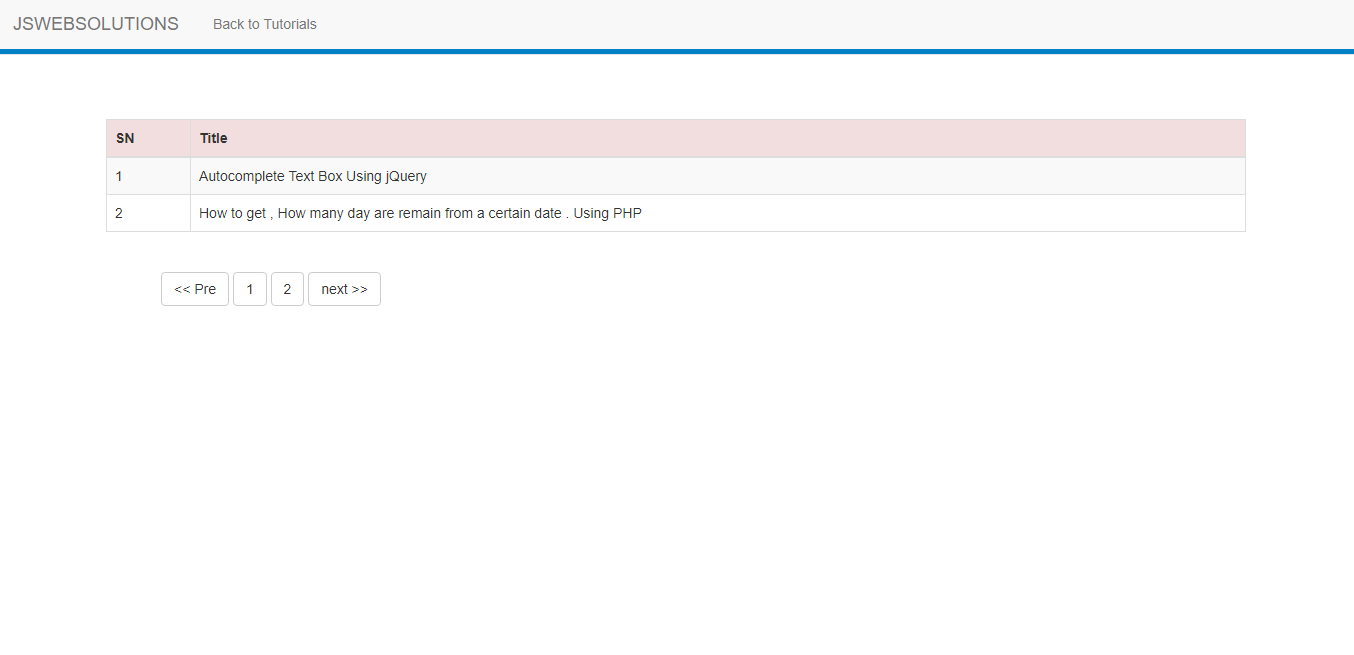 JSWEBSOLUTIONS Back to Tutorials
SN Title
1 Autocomplete Text Box Using jQuery
2 How to get , How many day are remain from a certain date . Using PHP
<< Pre 1 2 next >>